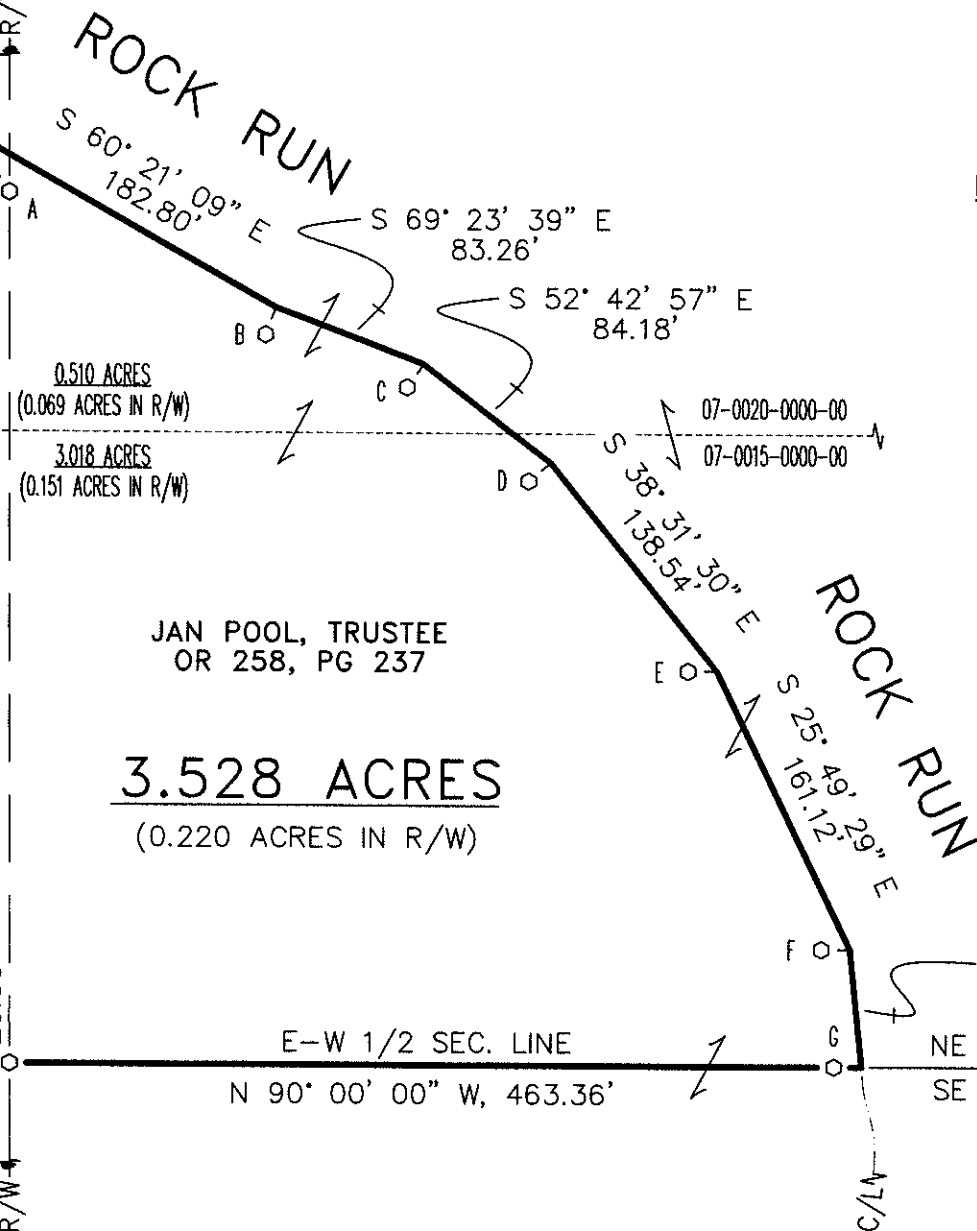 R/
ROCK RUN
S 60° 21' 09" E
182.80'
A
S 69° 23' 39" E
83.26'
S 52° 42' 57" E
84.18'
B
C
0.510 ACRES
(0.069 ACRES IN R/W)
07-0020-0000-00
3.018 ACRES
(0.151 ACRES IN R/W)
07-0015-0000-00
D
S 38° 31' 30" E
138.54'
JAN POOL, TRUSTEE
OR 258, PG 237
ROCK RUN
E
S 25° 49' 29" E
161.12'
3.528 ACRES
(0.220 ACRES IN R/W)
F
G
E-W 1/2 SEC. LINE
NE
N 90° 00' 00" W, 463.36'
SE
R/W
C/L